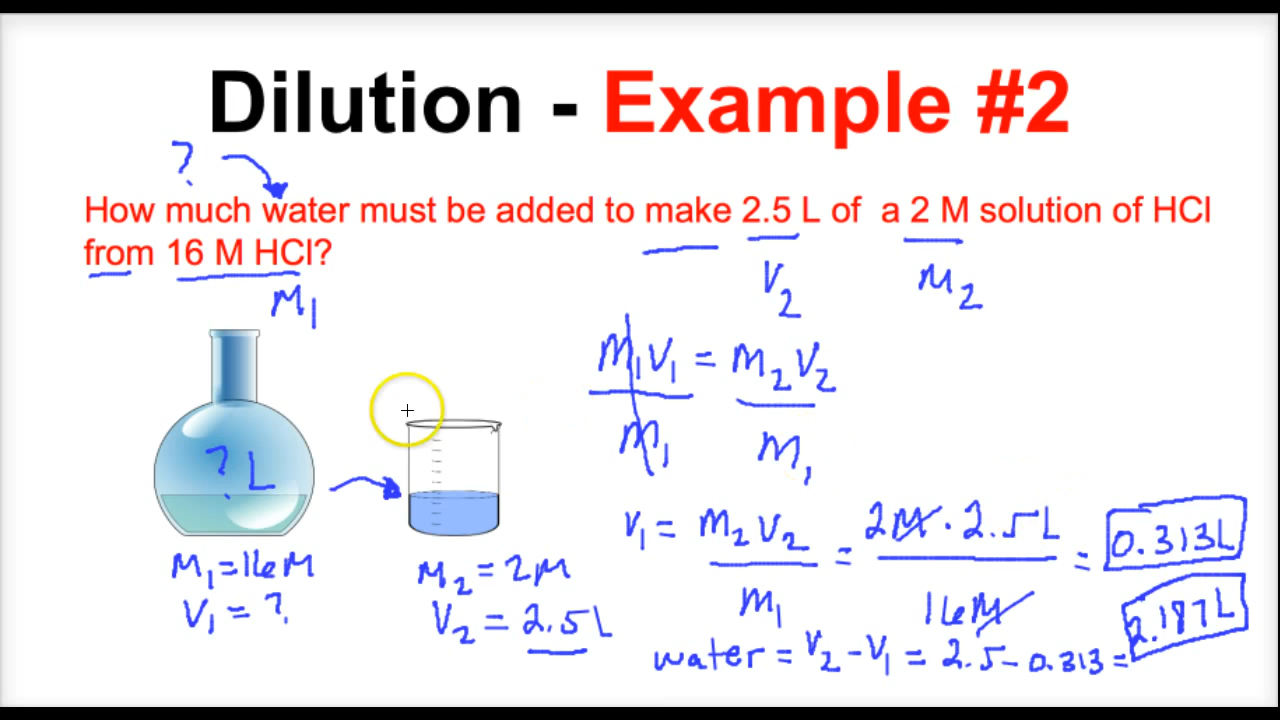 Dilution - Example #2
?
How much water must be added to make 2.5 L of a 2 M solution of HCl
from 16 M HCl?
M1
V2
M2
M1V1 = M2V2
M1 M1
? L
V1 = M2V2 = 2M · 2.5L = 0.313L
M1 16M
M1 = 16M
V1 = ?
M2 = 2M
V2 = 2.5L
water = V2 - V1 = 2.5 - 0.313 = 2.187L